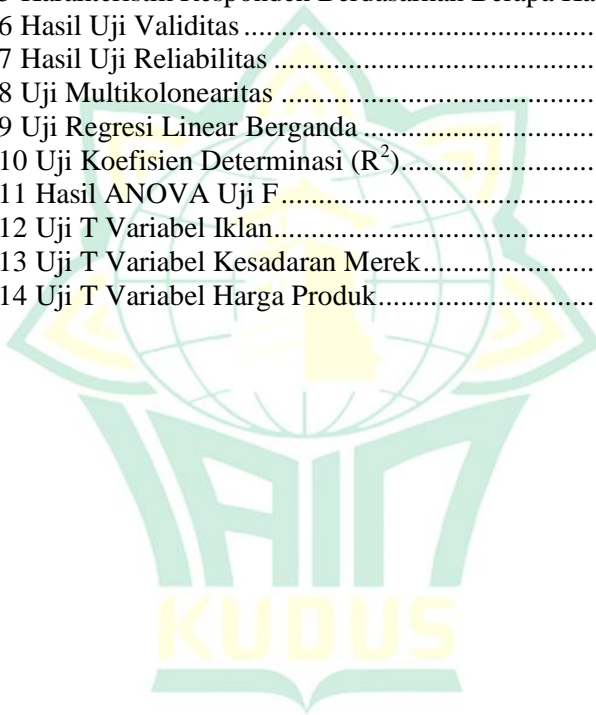 6 Hasil Uji Validitas ....................................................
7 Hasil Uji Reliabilitas ................................................
8 Uji Multikolonearitas ...............................................
9 Uji Regresi Linear Berganda ...................................
10 Uji Koefisien Determinasi (R²)..............................
11 Hasil ANOVA Uji F................................................
12 Uji T Variabel Iklan.................................................
13 Uji T Variabel Kesadaran Merek..........................
14 Uji T Variabel Harga Produk.................................
IAIN
KUDUS